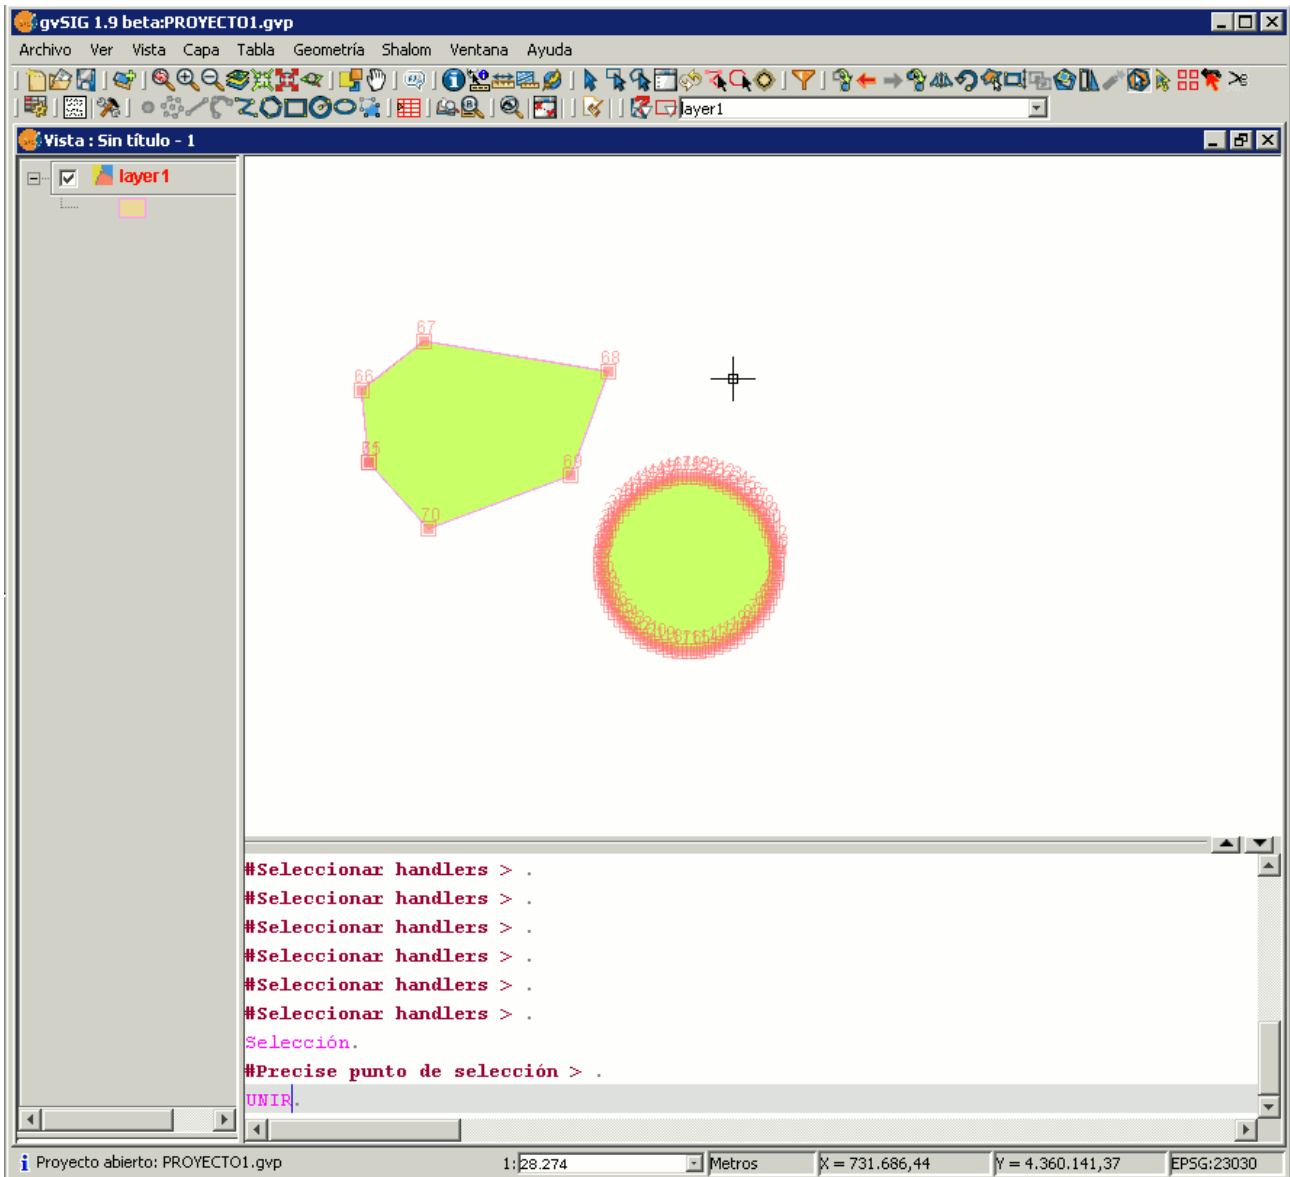 gvSIG 1.9 beta:PROYECTO1.gvp
Archivo Ver Vista Capa Tabla Geometría Shalom Ventana Ayuda
layer1
Vista : Sin título - 1
layer1
67
68
66
70
#Seleccionar handlers > .
#Seleccionar handlers > .
#Seleccionar handlers > .
#Seleccionar handlers > .
#Seleccionar handlers > .
#Seleccionar handlers > .
Selección.
#Precise punto de selección > .
UNIR.
Proyecto abierto: PROYECTO1.gvp 1: 28.274 Metros X = 731.686,44 Y = 4.360.141,37 EPSG:23030